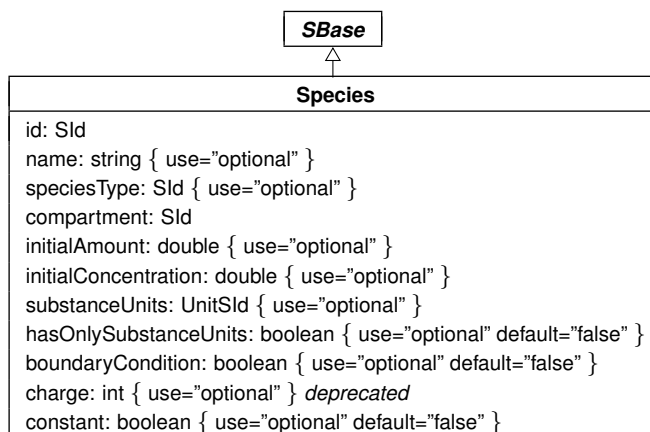 SBase
Species
id: SId
name: string { use=”optional” }
speciesType: SId { use=”optional” }
compartment: SId
initialAmount: double { use=”optional” }
initialConcentration: double { use=”optional” }
substanceUnits: UnitSId { use=”optional” }
hasOnlySubstanceUnits: boolean { use=”optional” default=”false” }
boundaryCondition: boolean { use=”optional” default=”false” }
charge: int { use=”optional” } deprecated
constant: boolean { use=”optional” default=”false” }